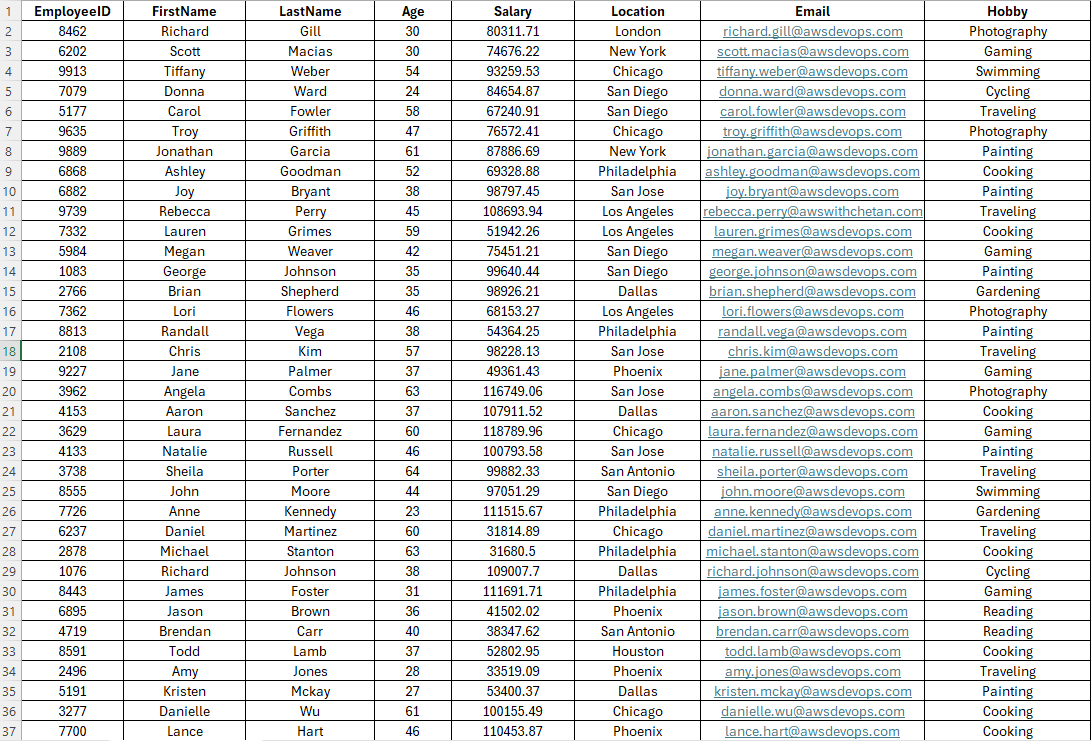 1 EmployeeID FirstName LastName Age Salary Location Email Hobby
2 8462 Richard Gill 30 80311.71 London richard.gill@awsdevops.com Photography
3 6202 Scott Macias 30 74676.22 New York scott.macias@awsdevops.com Gaming
4 9913 Tiffany Weber 54 93259.53 Chicago tiffany.weber@awsdevops.com Swimming
5 7079 Donna Ward 24 84654.87 San Diego donna.ward@awsdevops.com Cycling
6 5177 Carol Fowler 58 67240.91 San Diego carol.fowler@awsdevops.com Traveling
7 9635 Troy Griffith 47 76572.41 Chicago troy.griffith@awsdevops.com Photography
8 9889 Jonathan Garcia 61 87886.69 New York jonathan.garcia@awsdevops.com Painting
9 6868 Ashley Goodman 52 69328.88 Philadelphia ashley.goodman@awsdevops.com Cooking
10 6882 Joy Bryant 38 98797.45 San Jose joy.bryant@awsdevops.com Painting
11 9739 Rebecca Perry 45 108693.94 Los Angeles rebecca.perry@awswithchetan.com Traveling
12 7332 Lauren Grimes 59 51942.26 Los Angeles lauren.grimes@awsdevops.com Cooking
13 5984 Megan Weaver 42 75451.21 San Diego megan.weaver@awsdevops.com Gaming
14 1083 George Johnson 35 99640.44 San Diego george.johnson@awsdevops.com Painting
15 2766 Brian Shepherd 35 98926.21 Dallas brian.shepherd@awsdevops.com Gardening
16 7362 Lori Flowers 46 68153.27 Los Angeles lori.flowers@awsdevops.com Photography
17 8813 Randall Vega 38 54364.25 Philadelphia randall.vega@awsdevops.com Painting
18 2108 Chris Kim 57 98228.13 San Jose chris.kim@awsdevops.com Traveling
19 9227 Jane Palmer 37 49361.43 Phoenix jane.palmer@awsdevops.com Gaming
20 3962 Angela Combs 63 116749.06 San Jose angela.combs@awsdevops.com Photography
21 4153 Aaron Sanchez 37 107911.52 Dallas aaron.sanchez@awsdevops.com Cooking
22 3629 Laura Fernandez 60 118789.96 Chicago laura.fernandez@awsdevops.com Gaming
23 4133 Natalie Russell 46 100793.58 San Jose natalie.russell@awsdevops.com Painting
24 3738 Sheila Porter 64 99882.33 San Antonio sheila.porter@awsdevops.com Traveling
25 8555 John Moore 44 97051.29 San Diego john.moore@awsdevops.com Swimming
26 7726 Anne Kennedy 23 111515.67 Philadelphia anne.kennedy@awsdevops.com Gardening
27 6237 Daniel Martinez 60 31814.89 Chicago daniel.martinez@awsdevops.com Traveling
28 2878 Michael Stanton 63 31680.5 Philadelphia michael.stanton@awsdevops.com Cooking
29 1076 Richard Johnson 38 109007.7 Dallas richard.johnson@awsdevops.com Cycling
30 8443 James Foster 31 111691.71 Philadelphia james.foster@awsdevops.com Gaming
31 6895 Jason Brown 36 41502.02 Phoenix jason.brown@awsdevops.com Reading
32 4719 Brendan Carr 40 38347.62 San Antonio brendan.carr@awsdevops.com Reading
33 8591 Todd Lamb 37 52802.95 Houston todd.lamb@awsdevops.com Cooking
34 2496 Amy Jones 28 33519.09 Phoenix amy.jones@awsdevops.com Traveling
35 5191 Kristen Mckay 27 53400.37 Dallas kristen.mckay@awsdevops.com Painting
36 3277 Danielle Wu 61 100155.49 Chicago danielle.wu@awsdevops.com Cooking
37 7700 Lance Hart 46 110453.87 Phoenix lance.hart@awsdevops.com Cooking